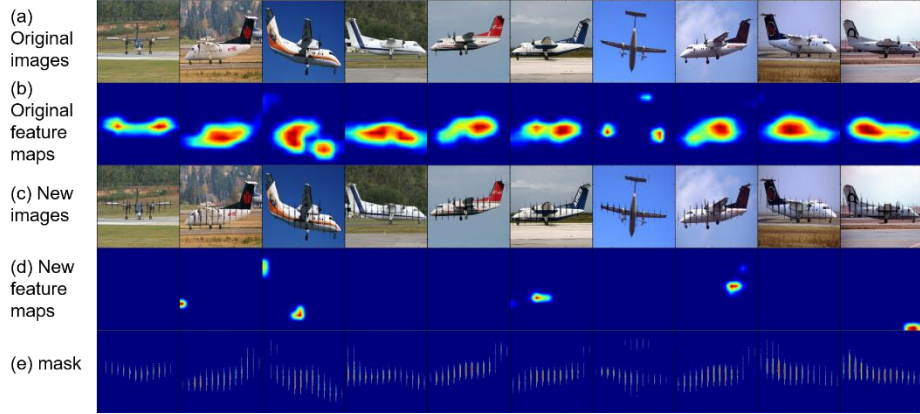 (a)
Original
images
(b)
Original
feature
maps
(c) New
images
(d) New
feature
maps
(e) mask